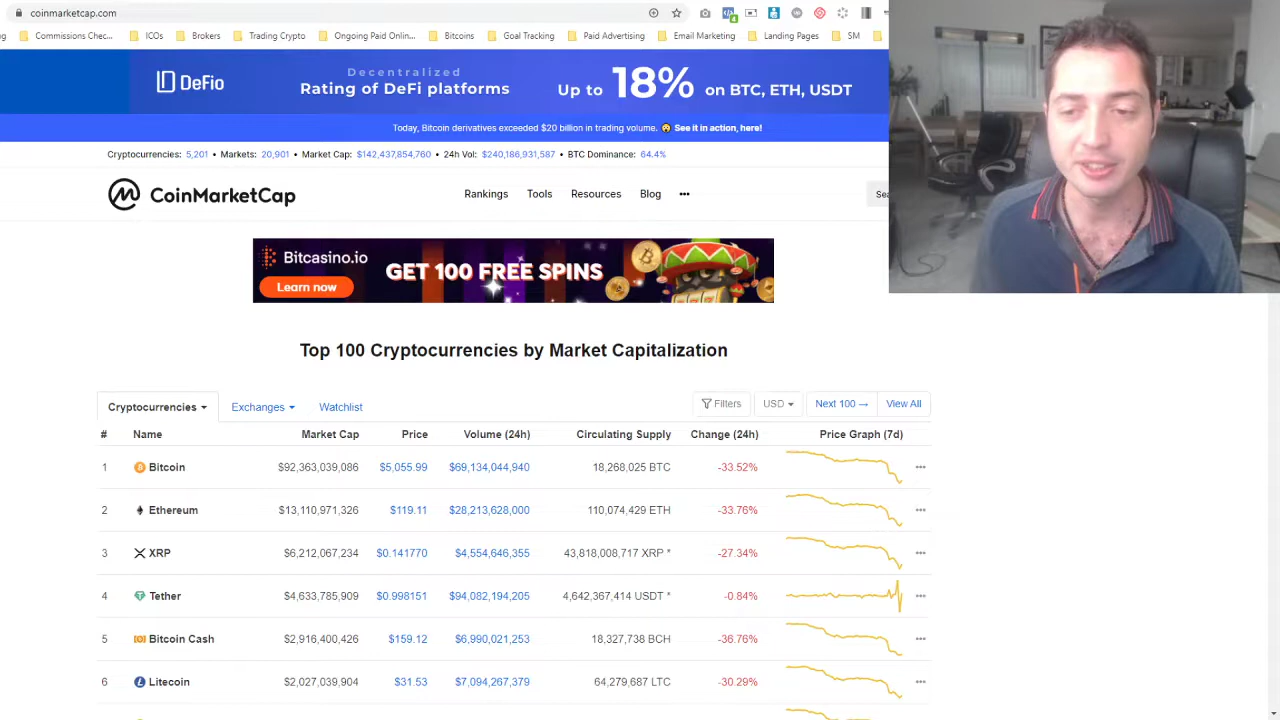 coinmarketcap.com
Commissions Chec... ICOs Brokers Trading Crypto Ongoing Paid Onlin... Bitcoins Goal Tracking Paid Advertising Email Marketing Landing Pages SM
DeFio
Decentralized
Rating of DeFi platforms
Up to 18% on BTC, ETH, USDT
Today, Bitcoin derivatives exceeded $20 billion in trading volume. 😮 See it in action, here!
Cryptocurrencies: 5,201 • Markets: 20,901 • Market Cap: $142,437,854,760 • 24h Vol: $240,186,931,587 • BTC Dominance: 64.4%
CoinMarketCap Rankings Tools Resources Blog ••• Sea
Bitcasino.io
GET 100 FREE SPINS
Learn now
Top 100 Cryptocurrencies by Market Capitalization
Cryptocurrencies Exchanges Watchlist Filters USD Next 100 → View All
# Name Market Cap Price Volume (24h) Circulating Supply Change (24h) Price Graph (7d)
1 Bitcoin $92,363,039,086 $5,055.99 $69,134,044,940 18,268,025 BTC -33.52%
2 Ethereum $13,110,971,326 $119.11 $28,213,628,000 110,074,429 ETH -33.76%
3 XRP $6,212,067,234 $0.141770 $4,554,646,355 43,818,008,717 XRP * -27.34%
4 Tether $4,633,785,909 $0.998151 $94,082,194,205 4,642,367,414 USDT * -0.84%
5 Bitcoin Cash $2,916,400,426 $159.12 $6,990,021,253 18,327,738 BCH -36.76%
6 Litecoin $2,027,039,904 $31.53 $7,094,267,379 64,279,687 LTC -30.29%